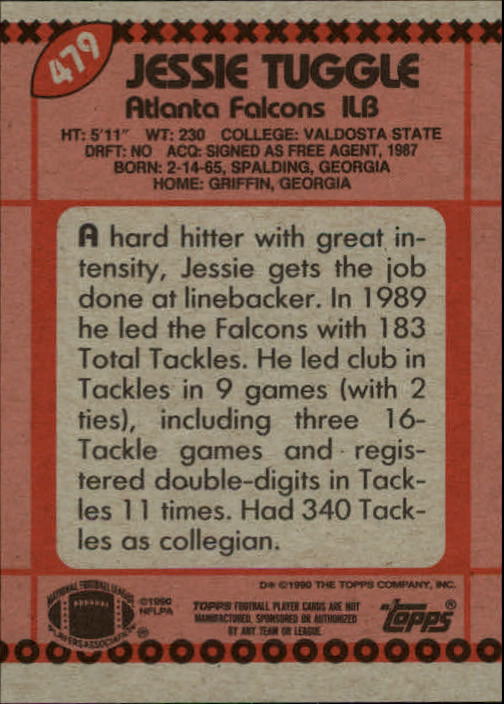 479
JESSIE TUGGLE
Atlanta Falcons ILB
HT: 5'11" WT: 230 COLLEGE: VALDOSTA STATE
DRFT: NO ACQ: SIGNED AS FREE AGENT, 1987
BORN: 2-14-65, SPALDING, GEORGIA
HOME: GRIFFIN, GEORGIA
A hard hitter with great in-
tensity, Jessie gets the job
done at linebacker. In 1989
he led the Falcons with 183
Total Tackles. He led club in
Tackles in 9 games (with 2
ties), including three 16-
Tackle games and regis-
tered double-digits in Tack-
les 11 times. Had 340 Tack-
les as collegian.
D* ©1990 THE TOPPS COMPANY, INC.
NATIONAL FOOTBALL LEAGUE
PLAYERS ASSOCIATION
®
©1990
NFLPA
TOPPS FOOTBALL PLAYER CARDS ARE NOT
MANUFACTURED, SPONSORED OR AUTHORIZED
BY ANY TEAM OR LEAGUE.
Topps®